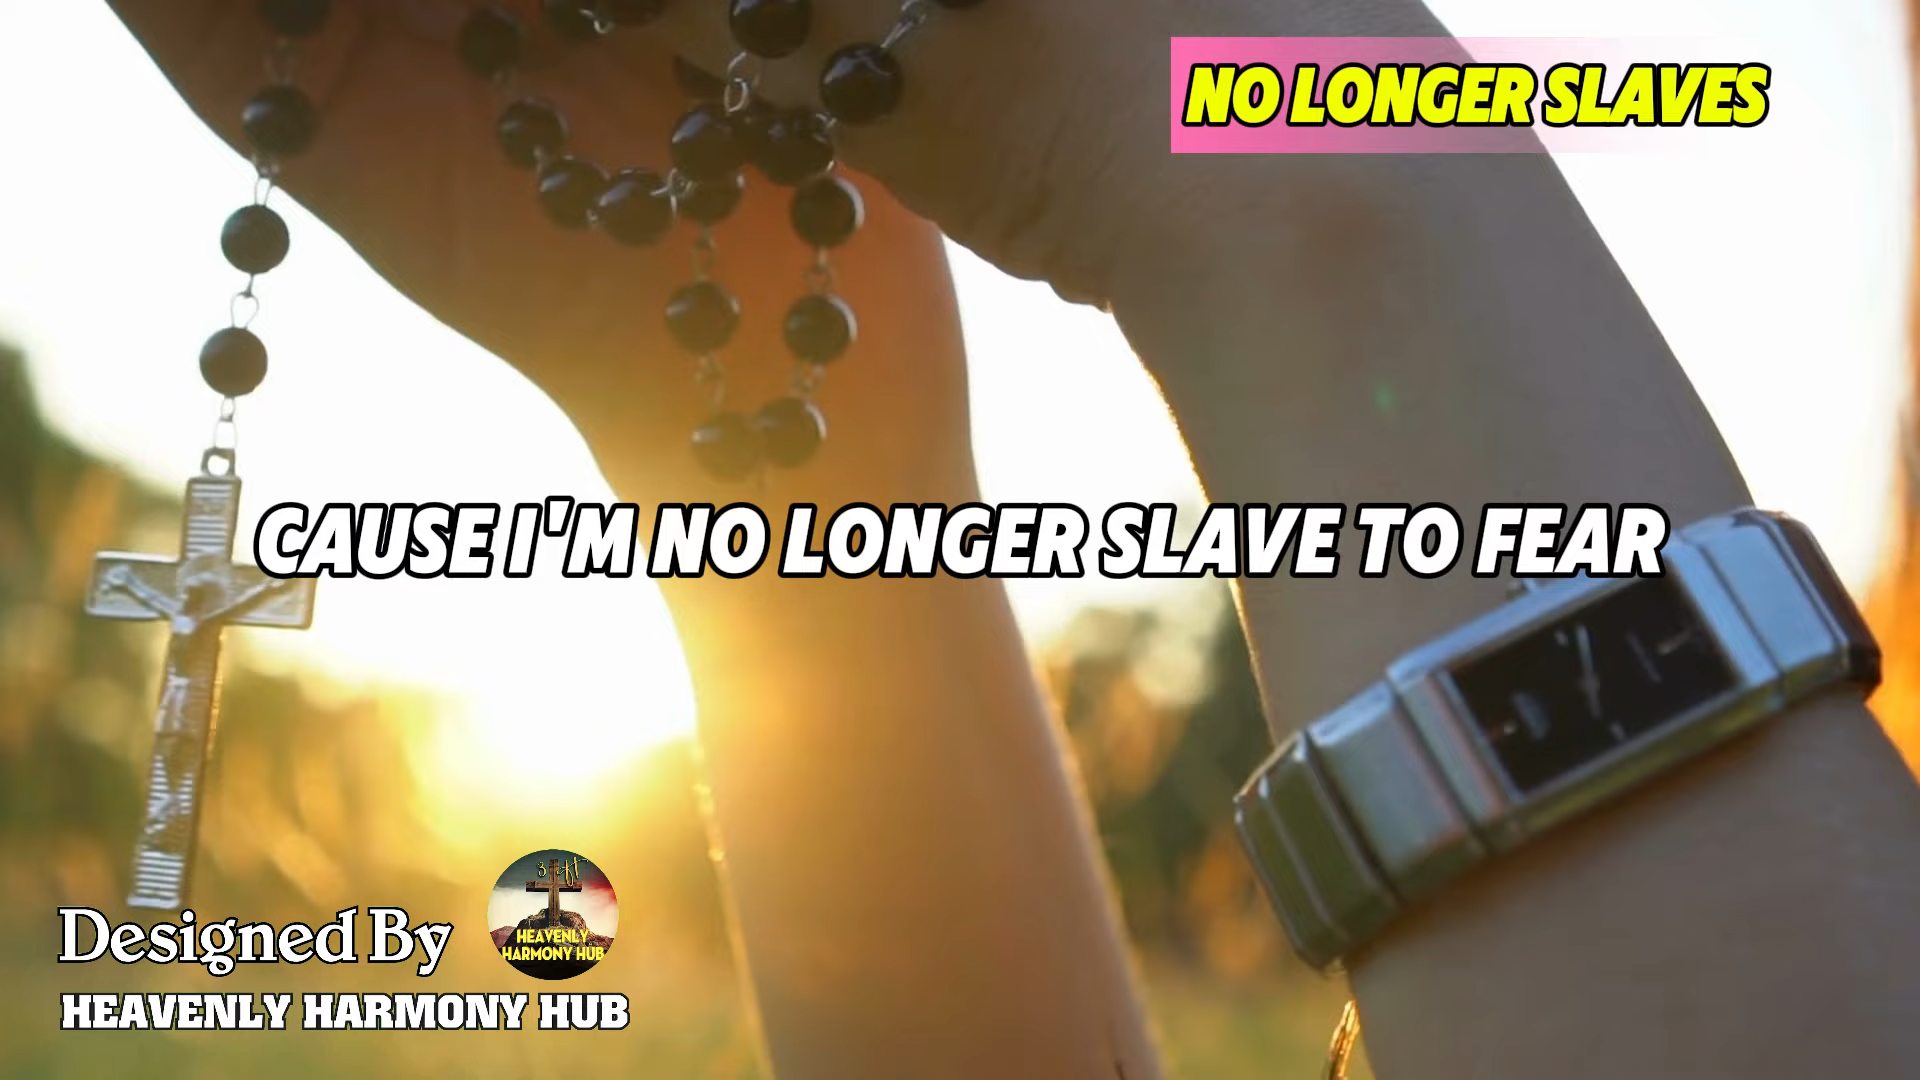 NO LONGER SLAVES
CAUSE I'M NO LONGER SLAVE TO FEAR
Designed By
HEAVENLY
HARMONY HUB
HEAVENLY HARMONY HUB